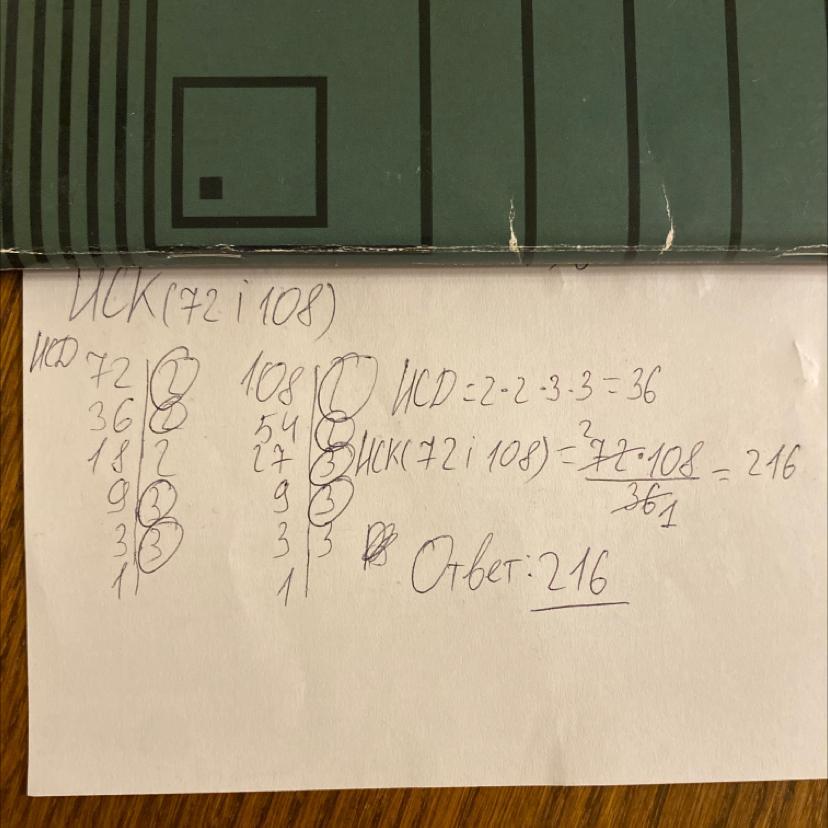 НСК(72 і 108)
НСД
72 2 108 2 НСД = 2·2·3·3 = 36
36 2 54 2
18 2 27 3 НСК(72 і 108) = 2 72·108 / 36 1 = 216
9 3 9 3
3 3 3 3
1 1
Ответ: 216